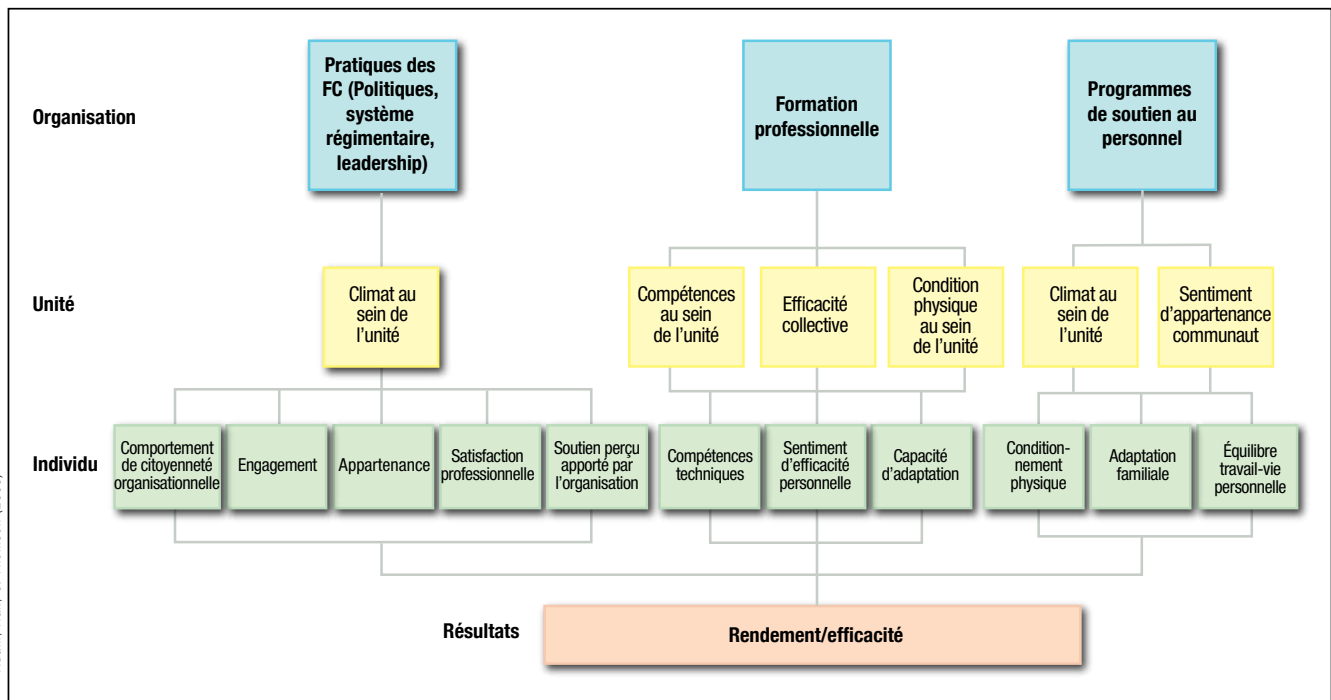 Organisation
Pratiques des
FC (Politiques,
système
régimentaire,
leadership)
Formation
professionnelle
Programmes
de soutien au
personnel
Unité
Climat au
sein de
l’unité
Compétences
au sein
de l’unité
Efficacité
collective
Condition
physique
au sein
de l’unité
Climat au
sein de
l’unité
Sentiment
d’appartenance
communaut
Individu
Comportement
de citoyenneté
organisationnelle
Engagement
Appartenance
Satisfaction
professionnelle
Soutien perçu
apporté par
l’organisation
Compétences
techniques
Sentiment
d’efficacité
personnelle
Capacité
d’adaptation
Condition-
nement
physique
Adaptation
familiale
Équilibre
travail-vie
personnelle
Résultats
Rendement/efficacité